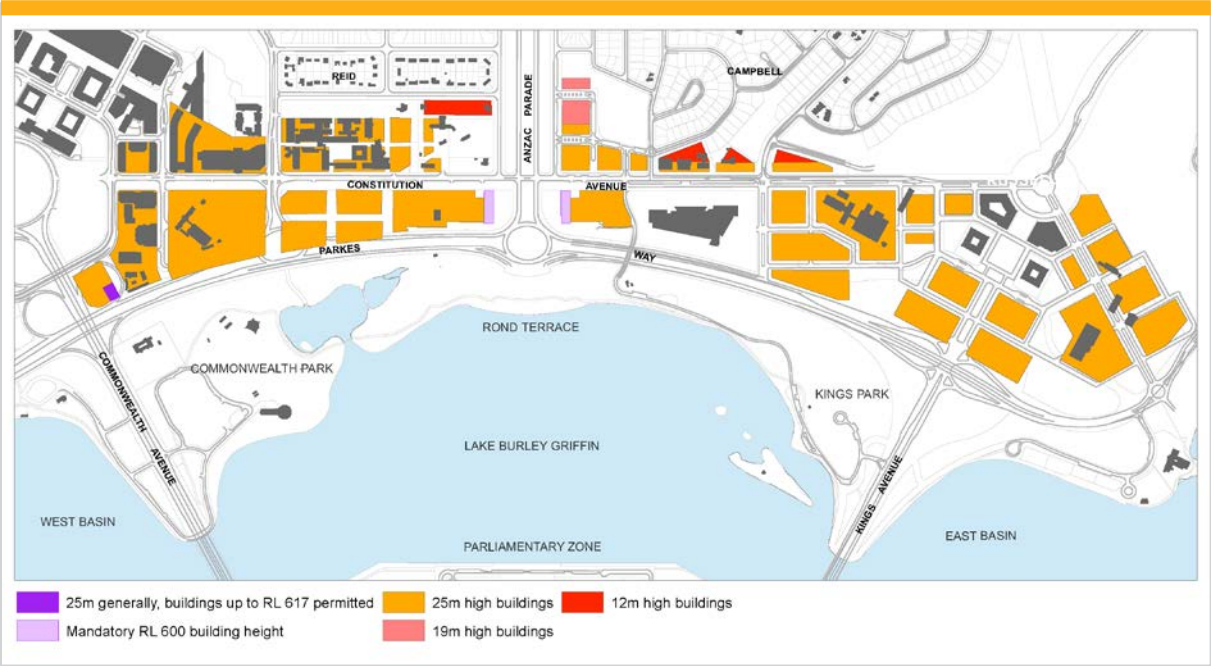 REID
ANZAC PARADE
CAMPBELL
CONSTITUTION
AVENUE
PARKES
WAY
ROND TERRACE
COMMONWEALTH PARK
COMMONWEALTH AVENUE
KINGS PARK
LAKE BURLEY GRIFFIN
KINGS AVENUE
WEST BASIN
EAST BASIN
PARLIAMENTARY ZONE
25m generally, buildings up to RL 617 permitted
25m high buildings
12m high buildings
Mandatory RL 600 building height
19m high buildings